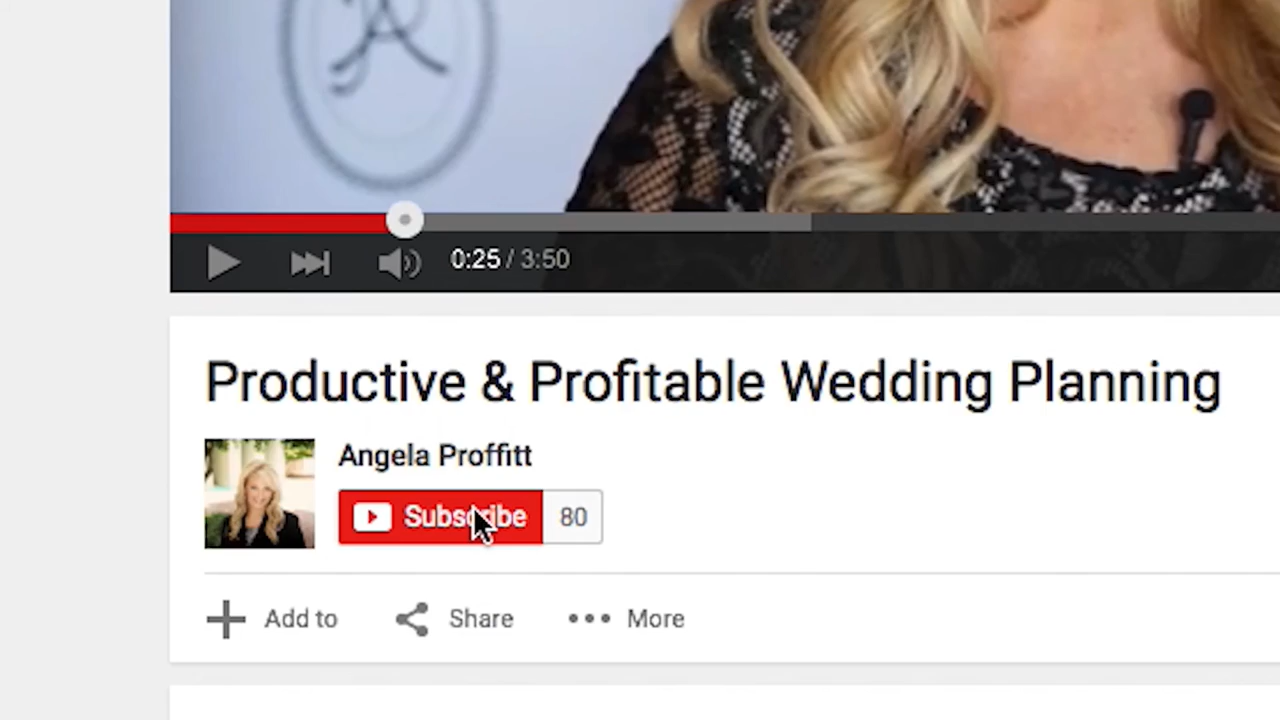 0:25 / 3:50
Productive & Profitable Wedding Planning
Angela Proffitt
Subscribe 80
Add to Share More